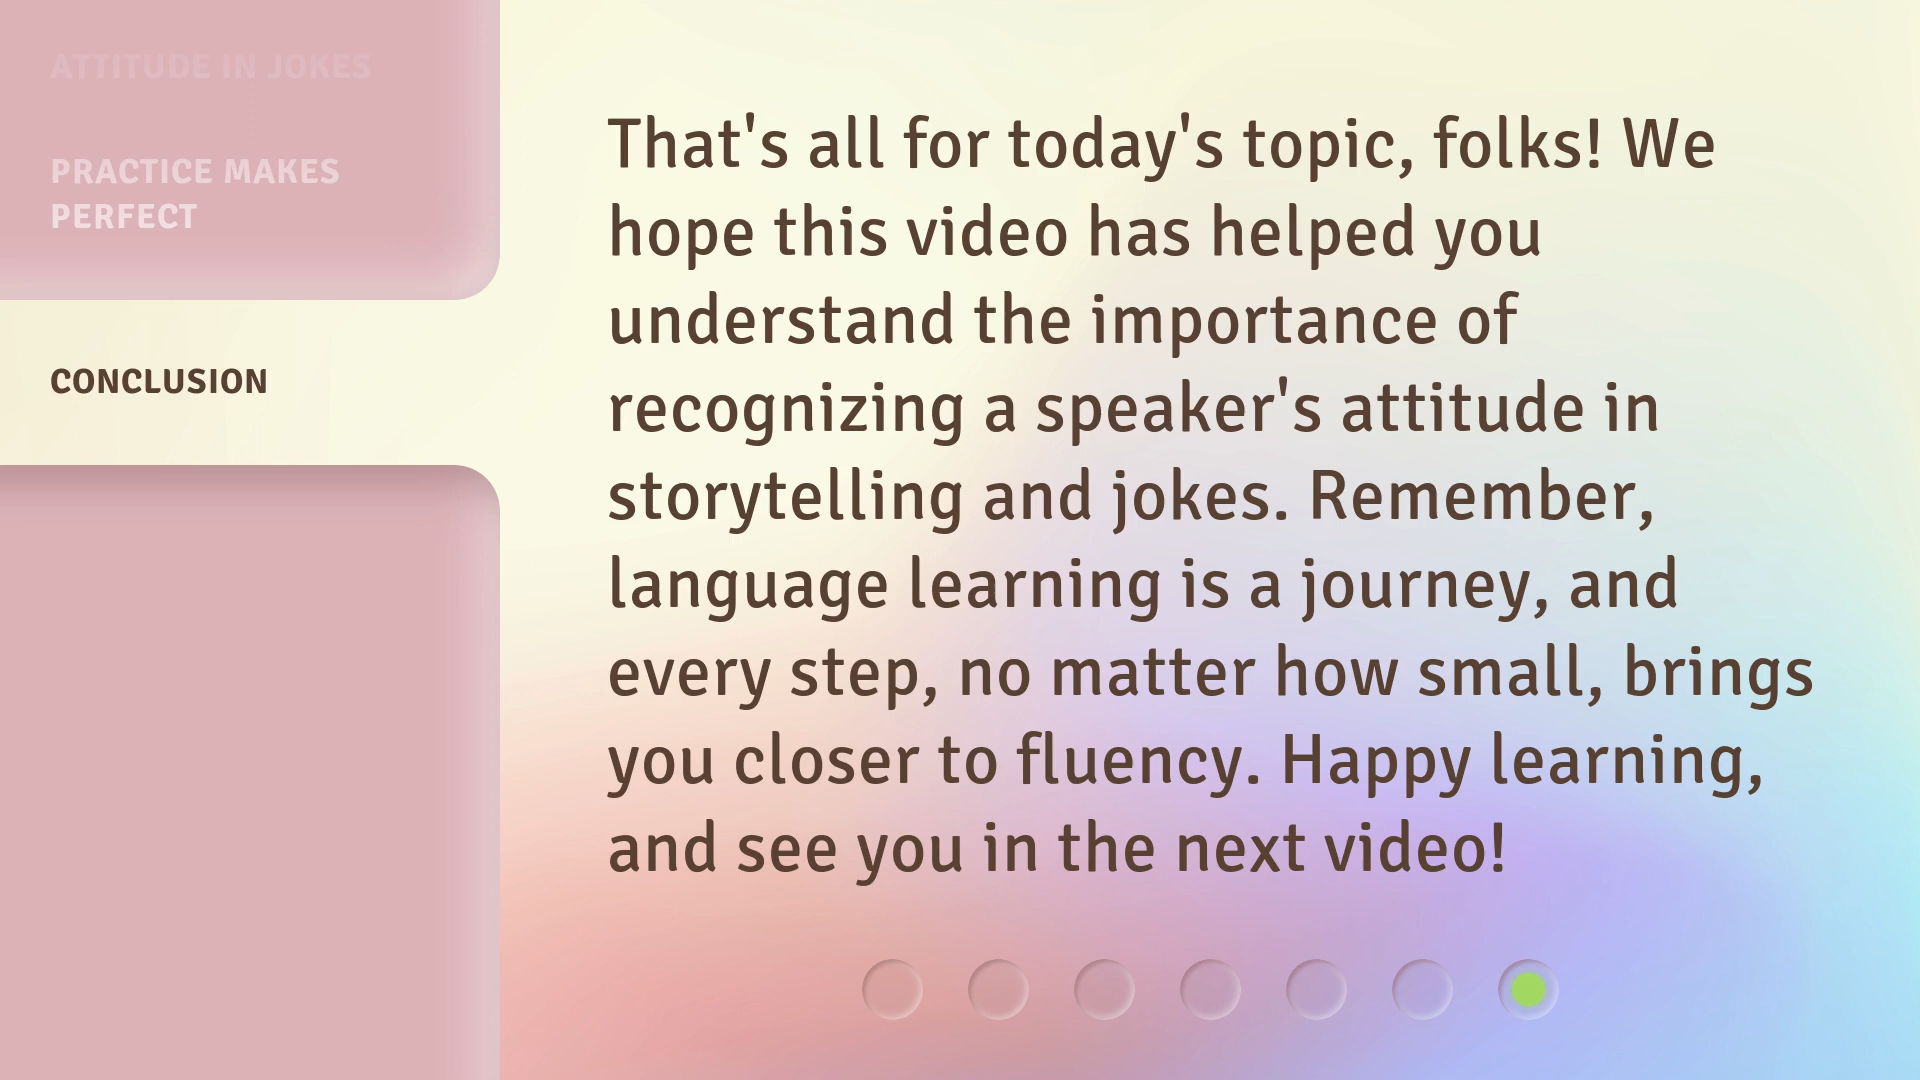 ATTITUDE IN JOKES
PRACTICE MAKES
PERFECT
CONCLUSION
That's all for today's topic, folks! We
hope this video has helped you
understand the importance of
recognizing a speaker's attitude in
storytelling and jokes. Remember,
language learning is a journey, and
every step, no matter how small, brings
you closer to fluency. Happy learning,
and see you in the next video!